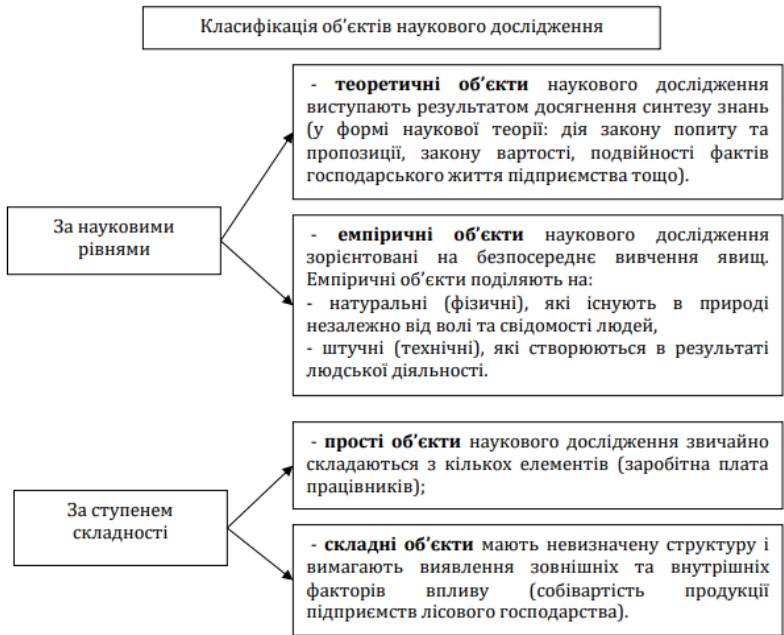 Класифікація об’єктів наукового дослідження
- теоретичні об’єкти наукового дослідження
виступають результатом досягнення синтезу знань
(у формі наукової теорії: дія закону попиту та
пропозиції, закону вартості, подвійності фактів
господарського життя підприємства тощо).
За науковими
рівнями
- емпіричні об’єкти наукового дослідження
зорієнтовані на безпосереднє вивчення явищ.
Емпіричні об’єкти поділяють на:
- натуральні (фізичні), які існують в природі
незалежно від волі та свідомості людей,
- штучні (технічні), які створюються в результаті
людської діяльності.
- прості об’єкти наукового дослідження звичайно
складаються з кількох елементів (заробітна плата
працівників);
За ступенем
складності
- складні об’єкти мають невизначену структуру і
вимагають виявлення зовнішніх та внутрішніх
факторів впливу (собівартість продукції
підприємств лісового господарства).